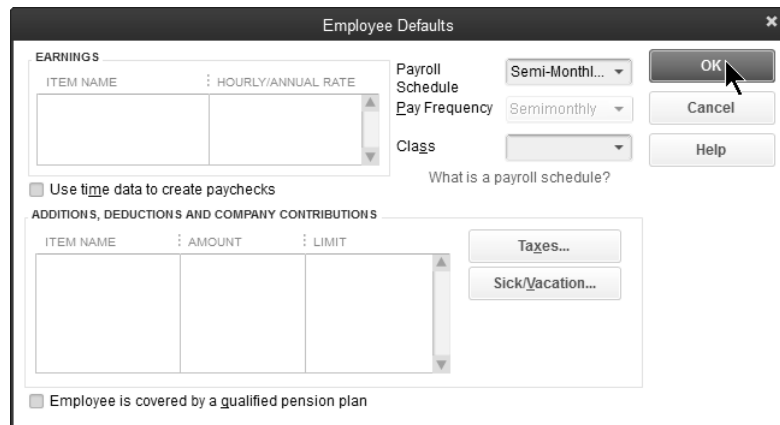 Employee Defaults
EARNINGS
ITEM NAME
HOURLY/ANNUAL RATE
Use time data to create paychecks
Payroll
Schedule
Semi-Monthl...
Pay Frequency
Semimonthly
Class
What is a payroll schedule?
OK
Cancel
Help
ADDITIONS, DEDUCTIONS AND COMPANY CONTRIBUTIONS
ITEM NAME
AMOUNT
LIMIT
Taxes...
Sick/Vacation...
Employee is covered by a qualified pension plan